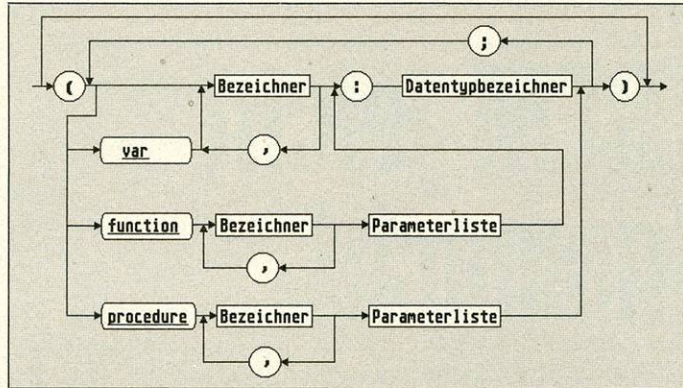 ;
( Bezeichner : Datentypbezeichner )
var ,
function Bezeichner Parameterliste
,
procedure Bezeichner Parameterliste
,